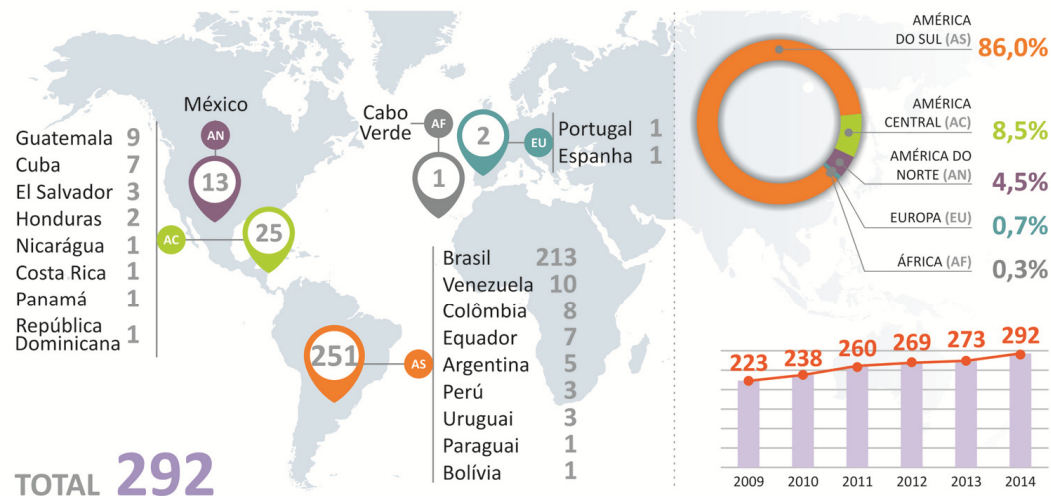 México
AN
13
Guatemala 9
Cuba 7
El Salvador 3
Honduras 2
Nicarágua 1
Costa Rica 1
Panamá 1
República
Dominicana 1
AC
25
Cabo
Verde
AF
1
2
EU
Portugal 1
Espanha 1
251
AS
Brasil 213
Venezuela 10
Colômbia 8
Equador 7
Argentina 5
Perú 3
Uruguai 3
Paraguai 1
Bolívia 1
TOTAL 292
AMÉRICA
DO SUL (AS)
86,0%
AMÉRICA
CENTRAL (AC)
8,5%
AMÉRICA DO
NORTE (AN)
4,5%
EUROPA (EU)
0,7%
ÁFRICA (AF)
0,3%
223 238 260 269 273 292
2009 2010 2011 2012 2013 2014